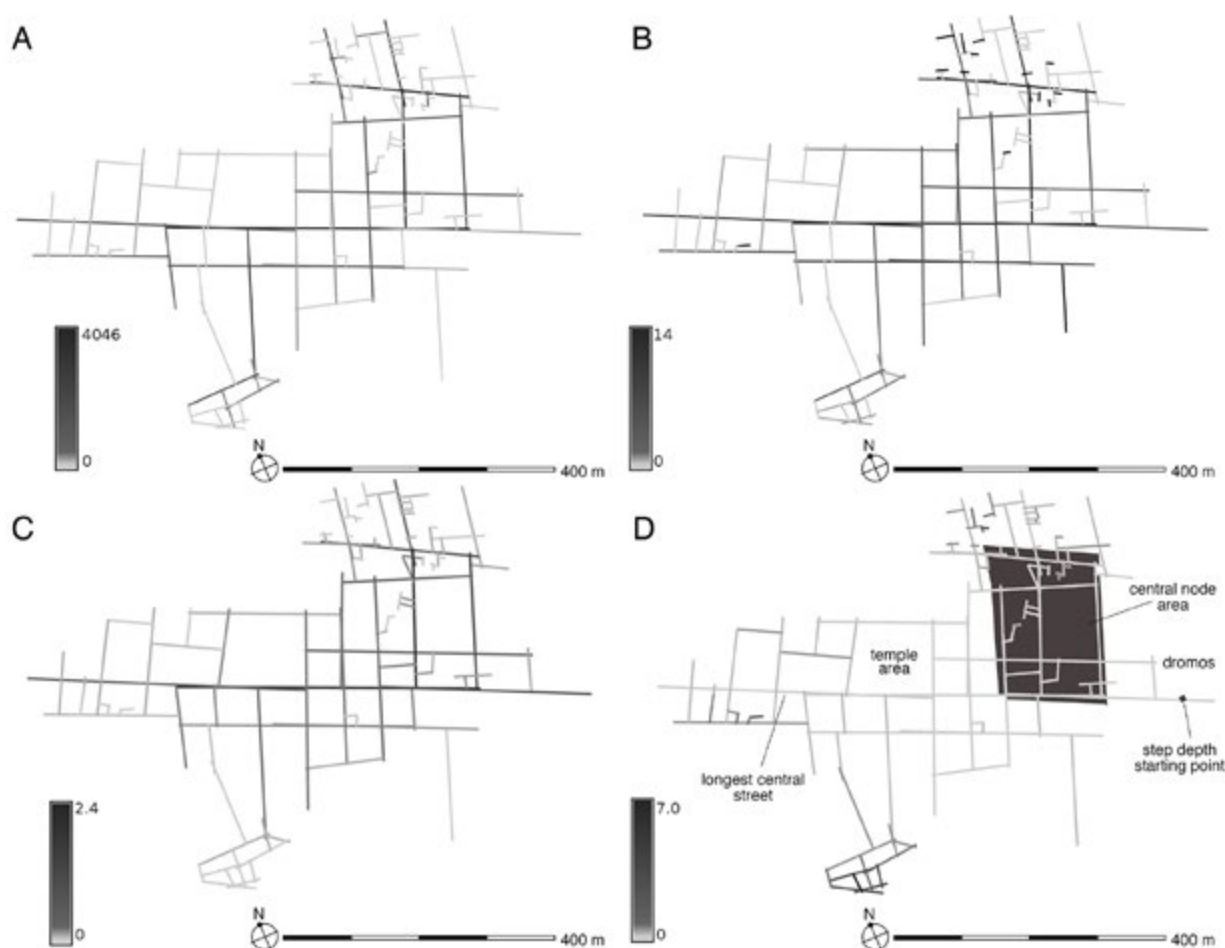 A
4046
0
N
400 m
B
14
0
N
400 m
C
2.4
0
N
400 m
D
central node
area
temple
area
dromos
step depth
starting point
longest central
street
7.0
0
N
400 m